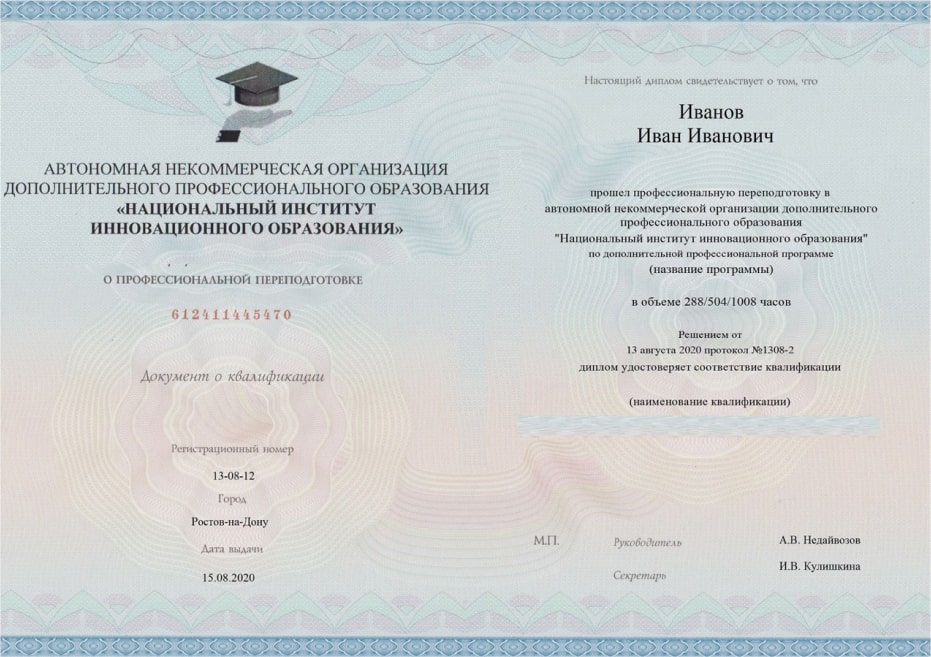 АВТОНОМНАЯ НЕКОММЕРЧЕСКАЯ ОРГАНИЗАЦИЯ
ДОПОЛНИТЕЛЬНОГО ПРОФЕССИОНАЛЬНОГО ОБРАЗОВАНИЯ
«НАЦИОНАЛЬНЫЙ ИНСТИТУТ
ИННОВАЦИОННОГО ОБРАЗОВАНИЯ»
О ПРОФЕССИОНАЛЬНОЙ ПЕРЕПОДГОТОВКЕ
612411445470
Документ о квалификации
Регистрационный номер
13-08-12
Город
Ростов-на-Дону
Дата выдачи
15.08.2020
Настоящий диплом свидетельствует о том, что
Иванов
Иван Иванович
прошел профессиональную переподготовку в
автономной некоммерческой организации дополнительного
профессионального образования
"Национальный институт инновационного образования"
по дополнительной профессиональной программе
(название программы)
в объеме 288/504/1008 часов
Решением от
13 августа 2020 протокол №1308-2
диплом удостоверяет соответствие квалификации
(наименование квалификации)
М.П. Руководитель А.В. Недайвозов
Секретарь И.В. Кулишкина